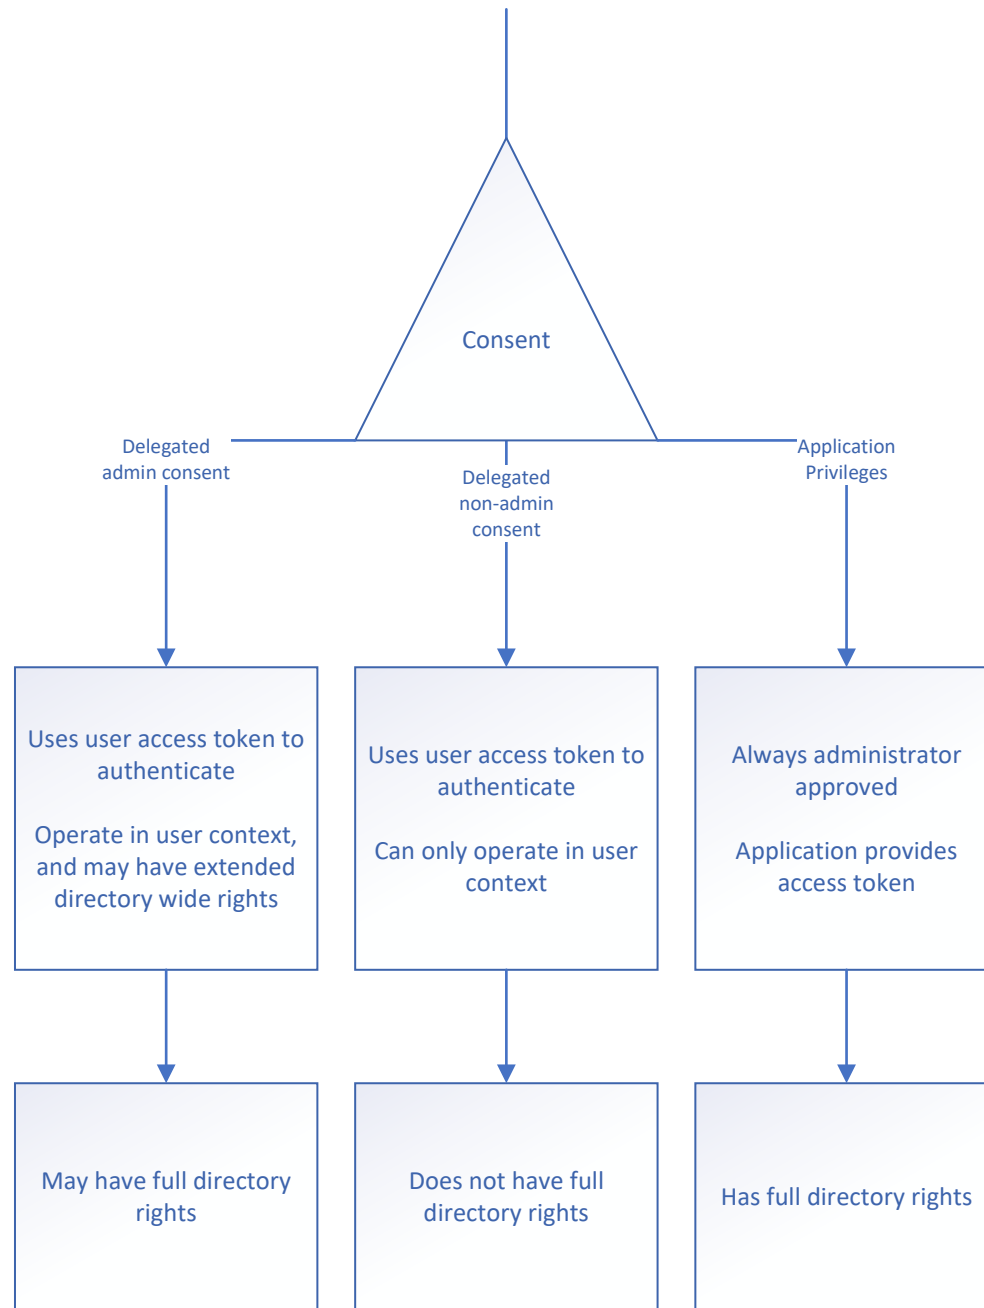 Consent
Delegated
admin consent
Delegated
non-admin
consent
Application
Privileges
Uses user access token to
authenticate
Operate in user context,
and may have extended
directory wide rights
Uses user access token to
authenticate
Can only operate in user
context
Always administrator
approved
Application provides
access token
May have full directory
rights
Does not have full
directory rights
Has full directory rights